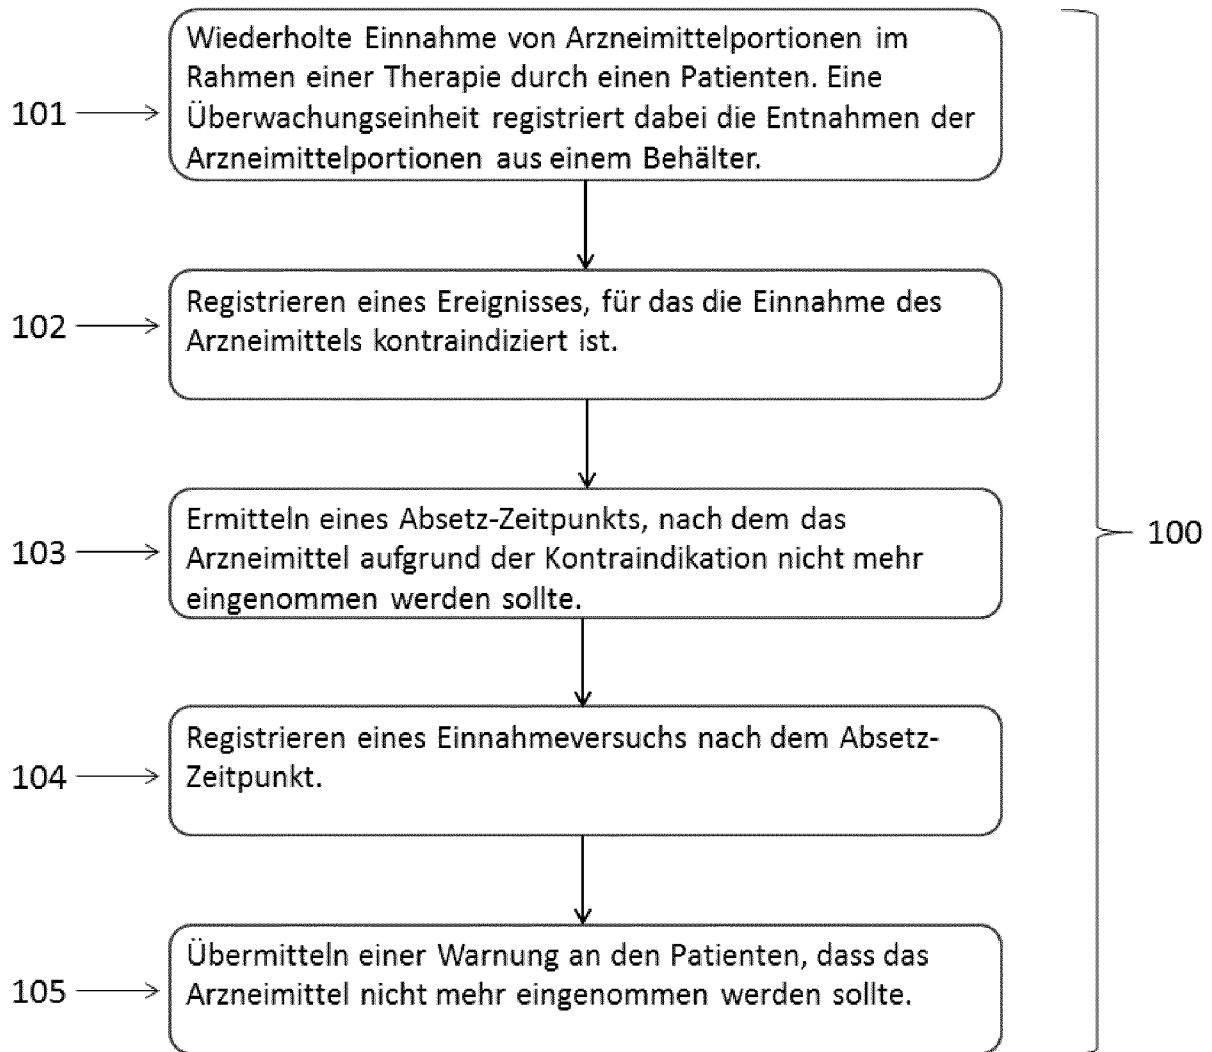 Wiederholte Einnahme von Arzneimittelportionen im
Rahmen einer Therapie durch einen Patienten. Eine
101
Überwachungseinheit registriert dabei die Entnahmen der
Arzneimittelportionen aus einem Behälter.
Registrieren eines Ereignisses, für das die Einnahme des
102
Arzneimittels kontraindiziert ist.
Ermitteln eines Absetz-Zeitpunkts, nach dem das
103
Arzneimittel aufgrund der Kontraindikation nicht mehr
eingenommen werden sollte.
100
Registrieren eines Einnahmeversuchs nach dem Absetz-
104
Zeitpunkt.
Übermitteln einer Warnung an den Patienten, dass das
105
Arzneimittel nicht mehr eingenommen werden sollte.